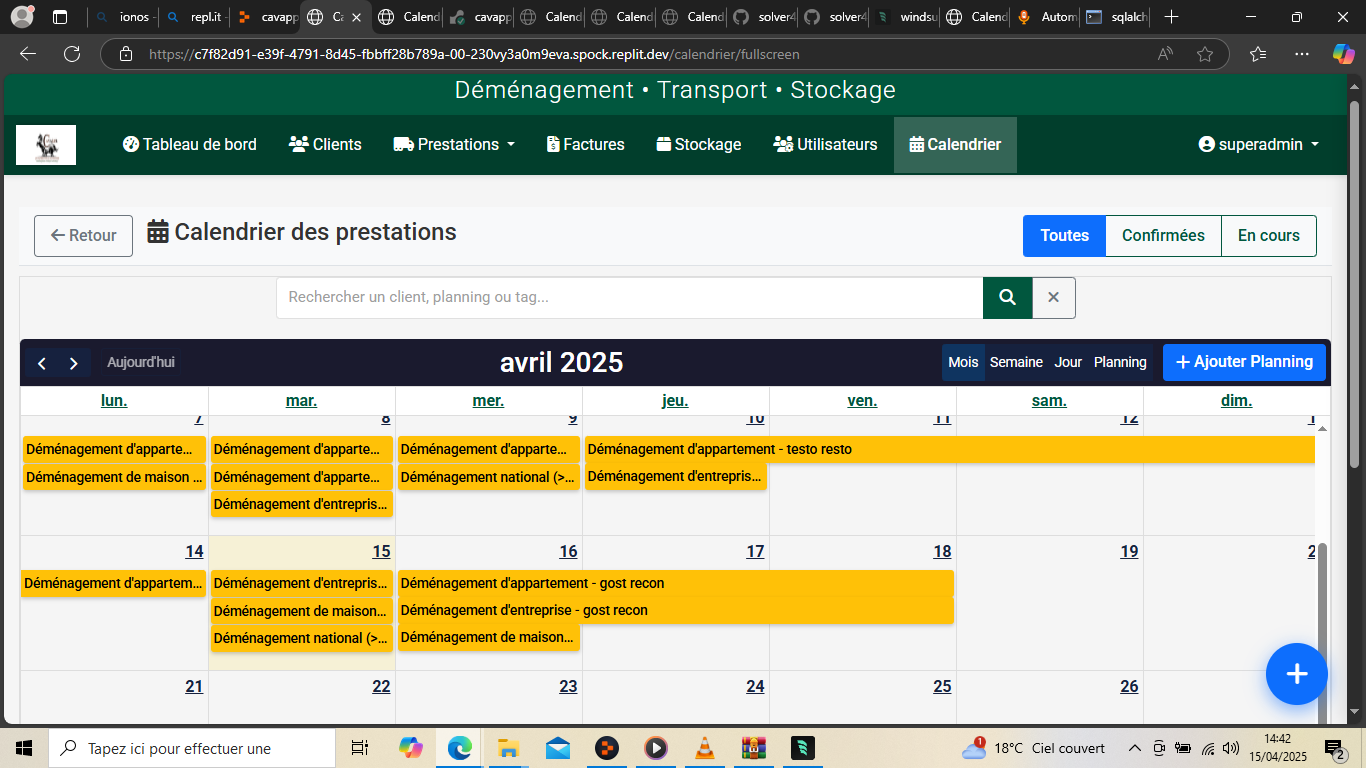 ionos -
repl.it -
cavapp
Ca
Calend
cavapp
Calend
Calend
Calend
solver4
solver4
windsu
Calend
Autom
sqlalch
https://c7f82d91-e39f-4791-8d45-fbbff28b789a-00-230vy3a0m9eva.spock.replit.dev/calendrier/fullscreen
Déménagement • Transport • Stockage
Tableau de bord
Clients
Prestations
Factures
Stockage
Utilisateurs
Calendrier
superadmin
Retour
Calendrier des prestations
Toutes
Confirmées
En cours
Rechercher un client, planning ou tag...
Aujourd'hui
avril 2025
Mois
Semaine
Jour
Planning
+ Ajouter Planning
lun.
mar.
mer.
jeu.
ven.
sam.
dim.
7
8
9
10
11
12
1
Déménagement d'apparte...
Déménagement d'apparte...
Déménagement d'apparte...
Déménagement d'appartement - testo resto
Déménagement de maison ...
Déménagement d'apparte...
Déménagement national (>...
Déménagement d'entrepris...
Déménagement d'entrepris...
14
15
16
17
18
19
2
Déménagement d'appartem...
Déménagement d'entrepris...
Déménagement d'appartement - gost recon
Déménagement de maison...
Déménagement d'entreprise - gost recon
Déménagement national (>...
Déménagement de maison...
21
22
23
24
25
26
+
Tapez ici pour effectuer une
1
18°C Ciel couvert
14:42
15/04/2025
2